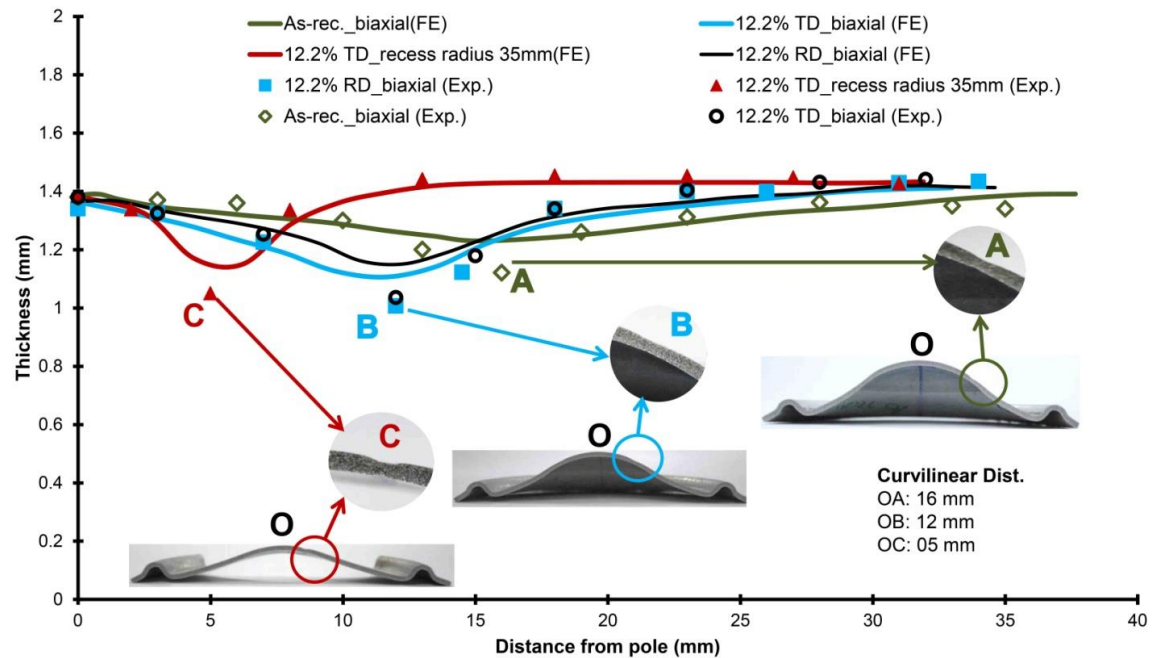 As-rec._biaxial(FE)
12.2% TD_biaxial (FE)
12.2% TD_recess radius 35mm(FE)
12.2% RD_biaxial (FE)
12.2% RD_biaxial (Exp.)
12.2% TD_recess radius 35mm (Exp.)
As-rec._biaxial (Exp.)
12.2% TD_biaxial (Exp.)
Thickness (mm)
2
1.8
1.6
1.4
1.2
1
0.8
0.6
0.4
0.2
0
A
A
B
B
C
C
O
O
O
Curvilinear Dist.
OA: 16 mm
OB: 12 mm
OC: 05 mm
0 5 10 15 20 25 30 35 40
Distance from pole (mm)